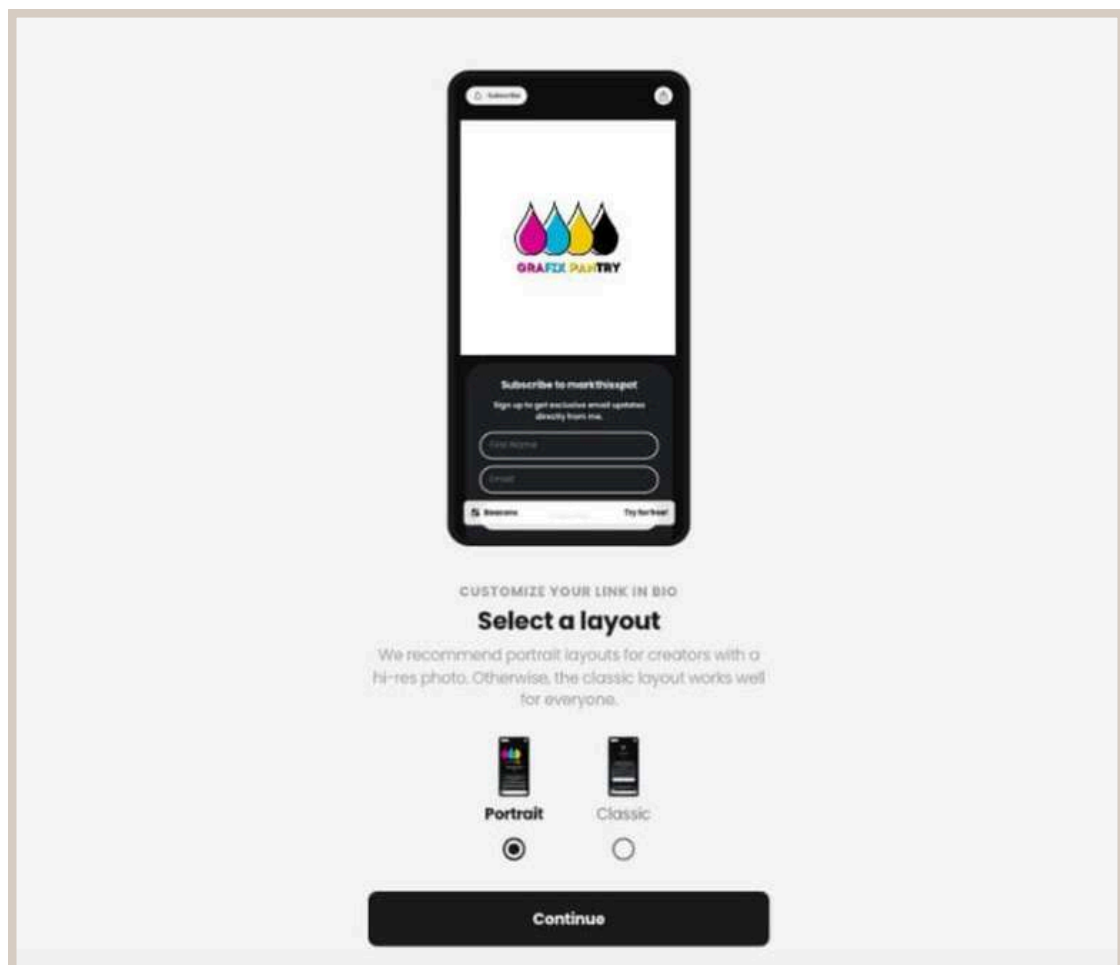 Subscribe
GRAFIX PANTRY
Subscribe to markthisspot
Sign up to get exclusive email updates
directly from me.
First Name
Email
Beacons Try for free!
CUSTOMIZE YOUR LINK IN BIO
Select a layout
We recommend portrait layouts for creators with a
hi-res photo. Otherwise, the classic layout works well
for everyone.
Portrait Classic
Continue